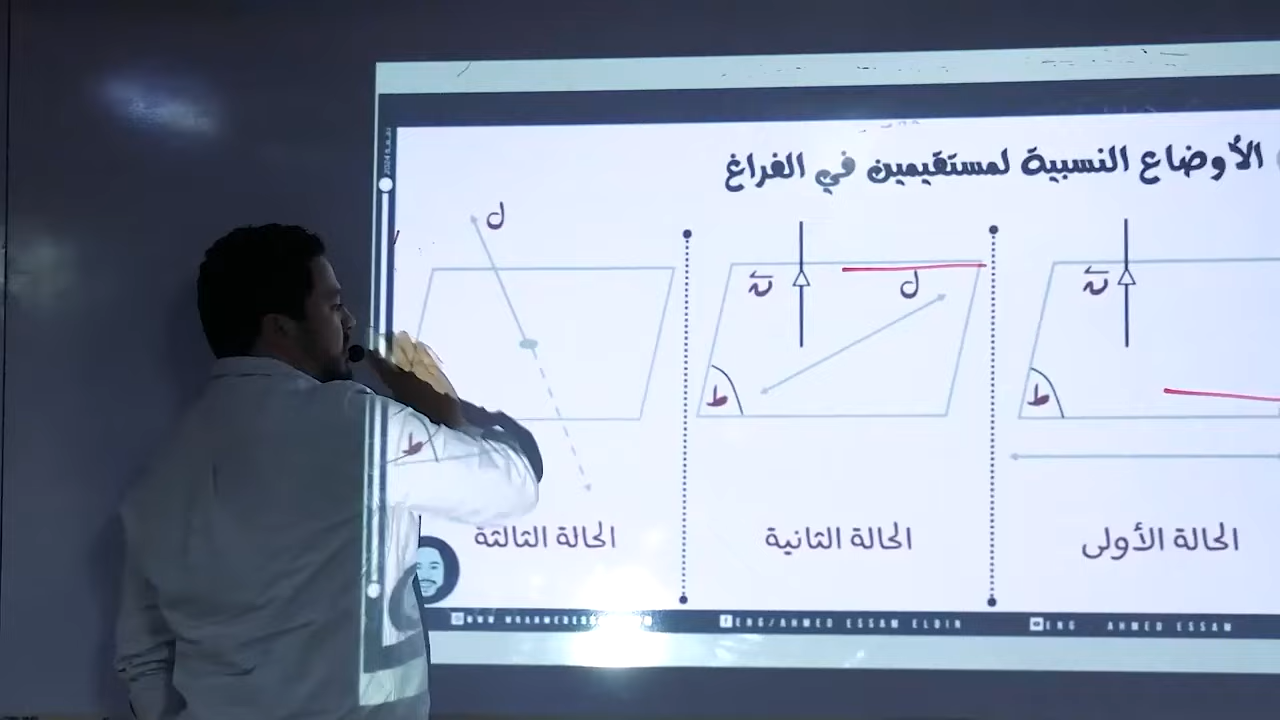 الأوضاع النسبية لمستقيمين في الفراغ
ل
ط
الحالة الأولى
ن
ل
ط
الحالة الثانية
ن
ط
الحالة الثالثة
ENG/AHMED ESSAM ELDIN
ENG AHMED ESSAM